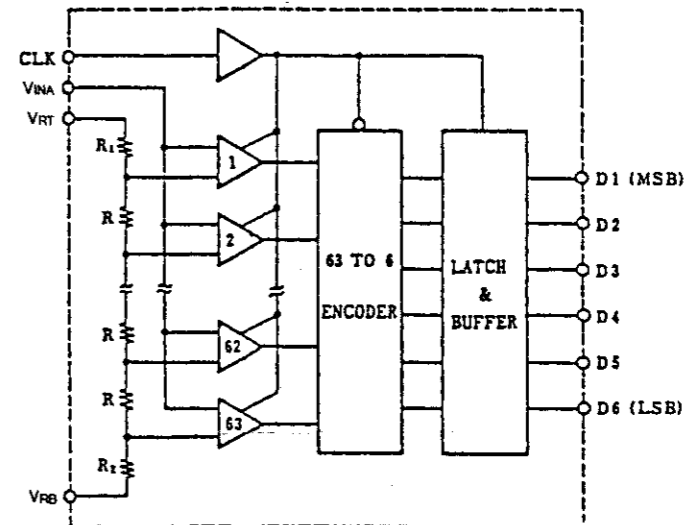 CLK
VINA
VRT
R1
1
D1 (MSB)
R
2
D2
63 TO 6
ENCODER
LATCH
&
BUFFER
D3
D4
R
62
D5
R
63
D6 (LSB)
R2
VRB